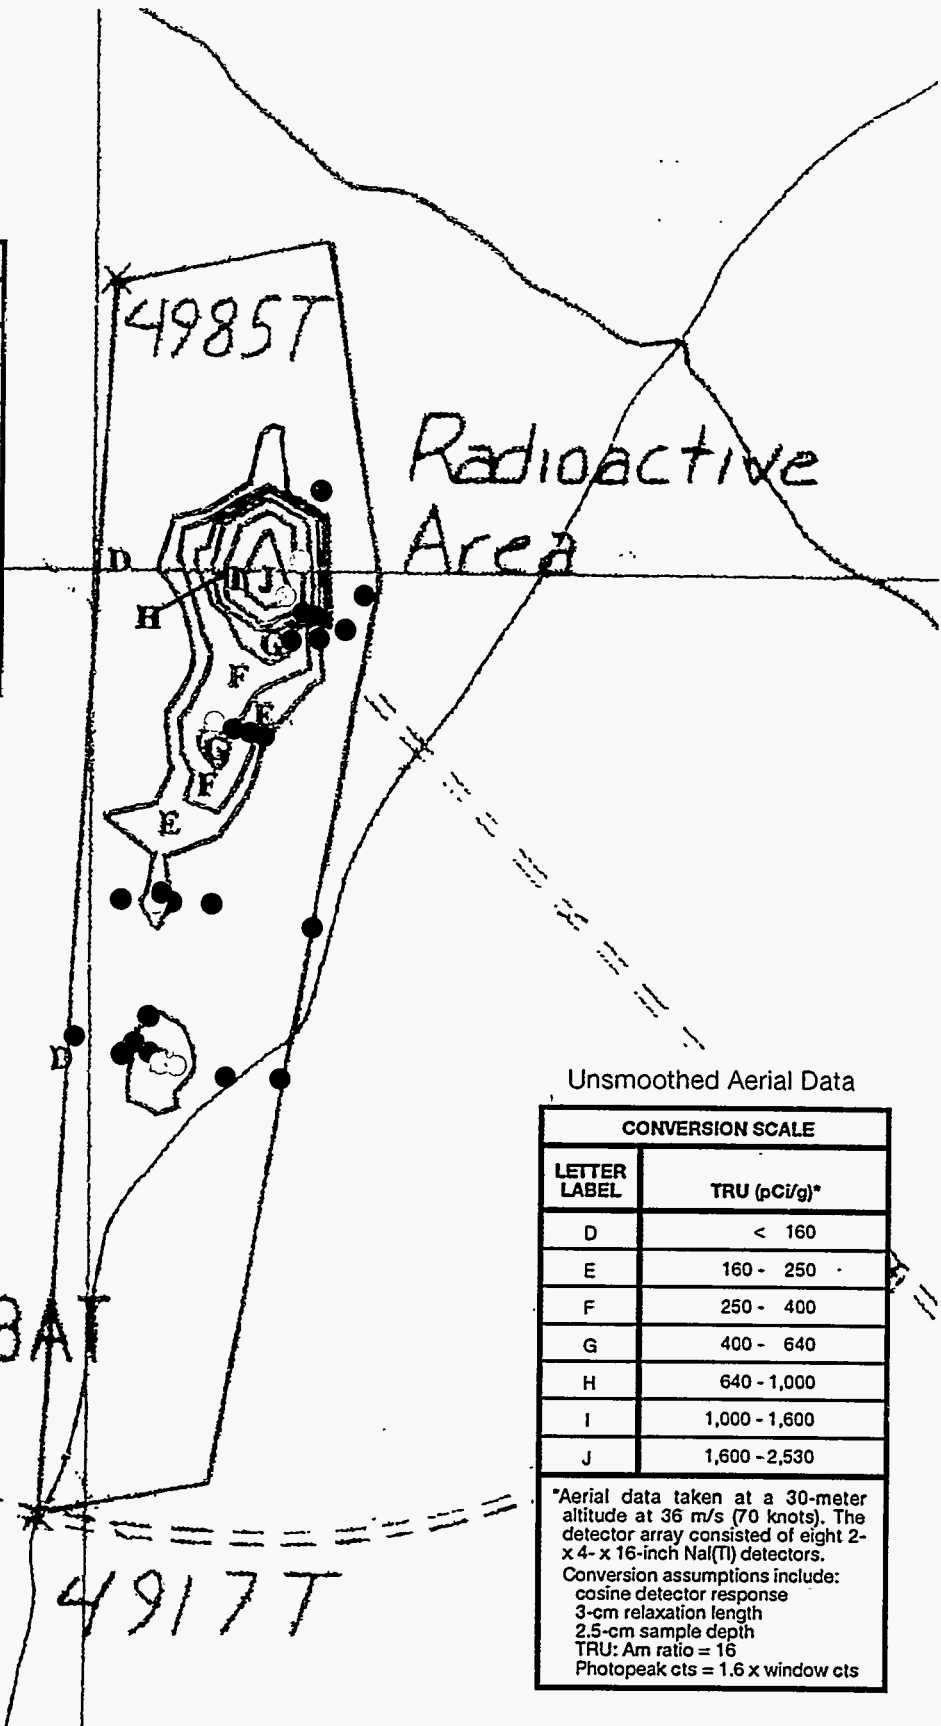 4985T
Radioactive
Area
D
I J
H
G
F
E
G
F
E
D
BAT
4917T
Unsmoothed Aerial Data
CONVERSION SCALE
LETTER LABEL TRU (pCi/g)*
D < 160
E 160 - 250
F 250 - 400
G 400 - 640
H 640 - 1,000
I 1,000 - 1,600
J 1,600 - 2,530
*Aerial data taken at a 30-meter
altitude at 36 m/s (70 knots). The
detector array consisted of eight 2-
x 4- x 16-inch NaI(Tl) detectors.
Conversion assumptions include:
cosine detector response
3-cm relaxation length
2.5-cm sample depth
TRU: Am ratio = 16
Photopeak cts = 1.6 x window cts